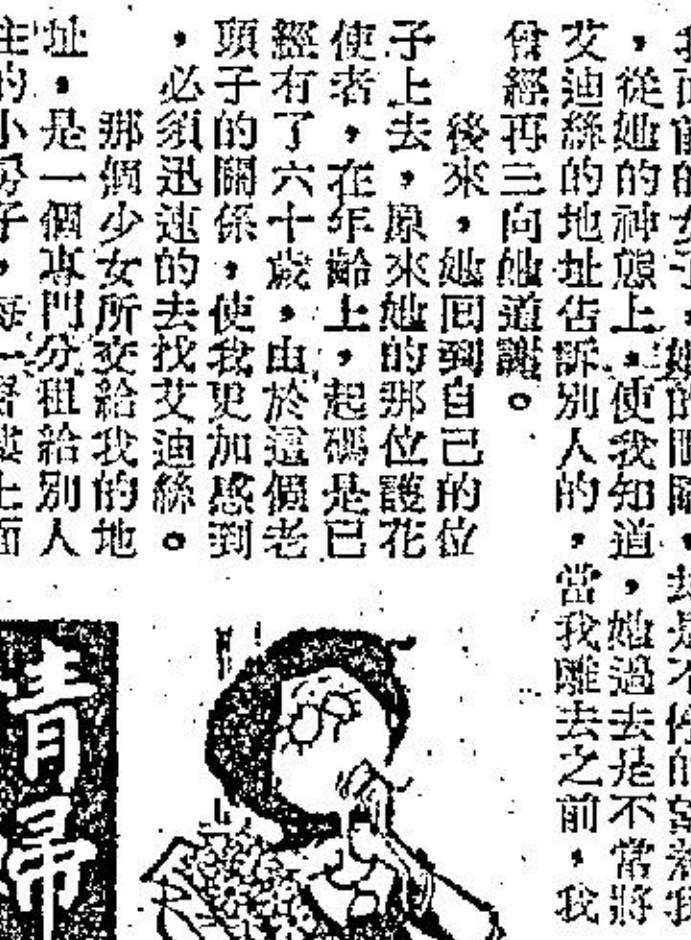 ，從她的神態上，使我知道，她過去是不常將
艾迪絲的地址告訴別人的，當我離去之前，我
曾經再三向她道謝。
後來，她回到自己的位
子上去，原來她的那位護花
使者，在年齡上，起碼是已
經有了六十歲，由於這個老
頭子的關係，使我更加感到
，必須迅速的去找艾迪絲。
那個少女所交給我的地
址，是一個專門分租給別人